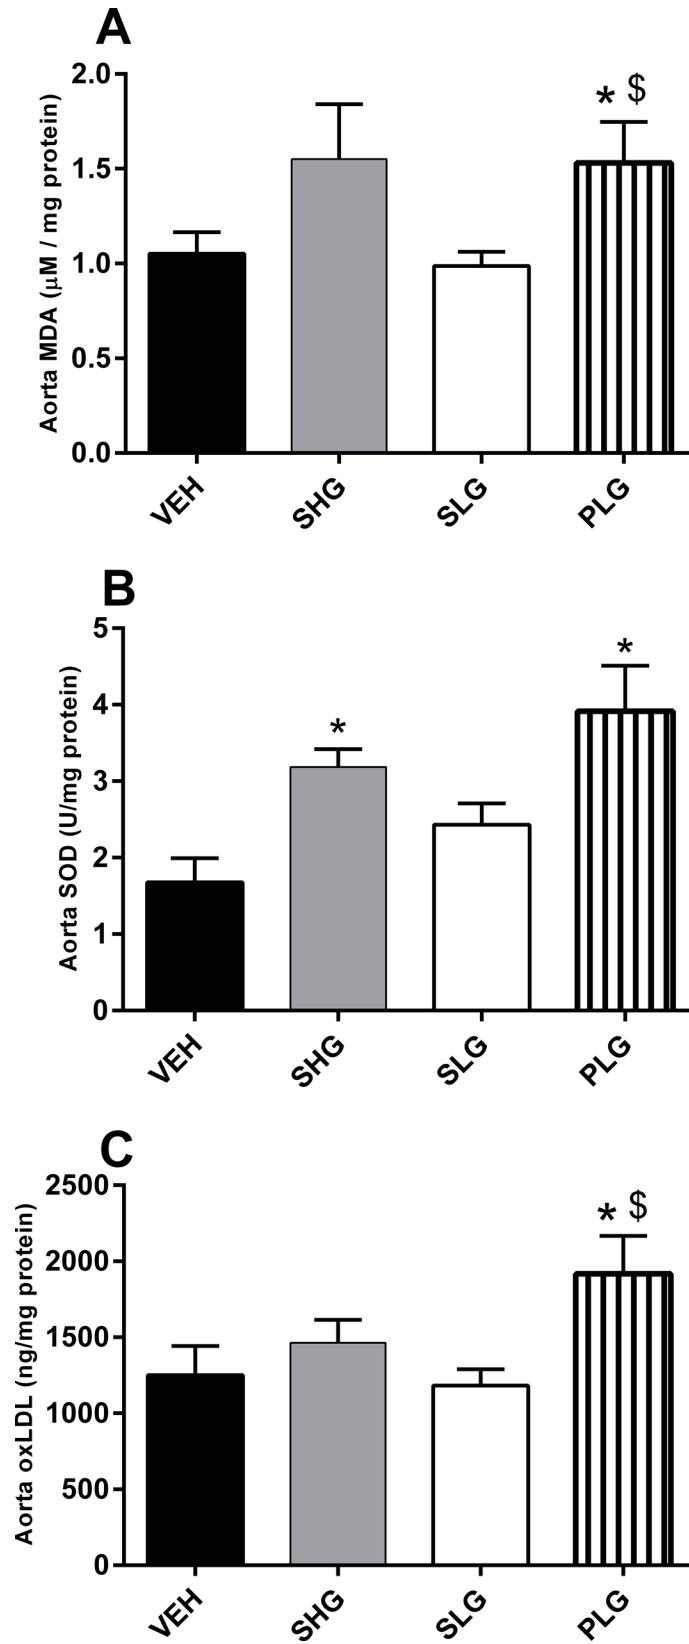 A
Aorta MDA (μM / mg protein)
2.0
1.5
1.0
0.5
0.0
* $
VEH
SHG
SLG
PLG
B
Aorta SOD (U/mg protein)
5
4
3
2
1
0
*
*
VEH
SHG
SLG
PLG
C
Aorta oxLDL (ng/mg protein)
2500
2000
1500
1000
500
0
* $
VEH
SHG
SLG
PLG